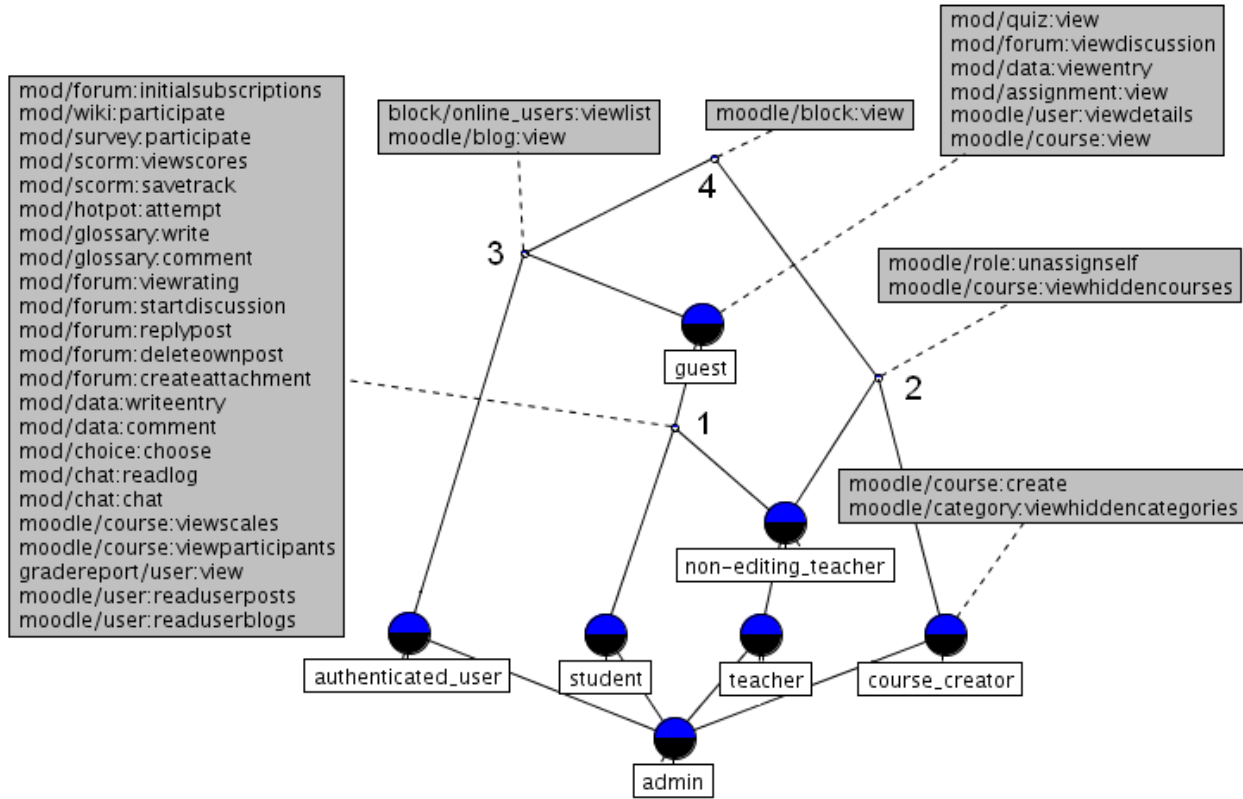 mod/quiz:view
mod/forum:viewdiscussion
mod/data:viewentry
mod/assignment:view
moodle/user:viewdetails
moodle/course:view
mod/forum:initialsubscriptions
mod/wiki:participate
mod/survey:participate
mod/scorm:viewscores
mod/scorm:savetrack
mod/hotpot:attempt
mod/glossary:write
mod/glossary:comment
mod/forum:viewrating
mod/forum:startdiscussion
mod/forum:replypost
mod/forum:deleteownpost
mod/forum:createattachment
mod/data:writeentry
mod/data:comment
mod/choice:choose
mod/chat:readlog
mod/chat:chat
moodle/course:viewscales
moodle/course:viewparticipants
gradereport/user:view
moodle/user:readuserposts
moodle/user:readuserblogs
block/online_users:viewlist
moodle/blog:view
moodle/block:view
4
3
moodle/role:unassignself
moodle/course:viewhiddencourses
guest
2
1
moodle/course:create
moodle/category:viewhiddencategories
non-editing_teacher
authenticated_user
student
teacher
course_creator
admin